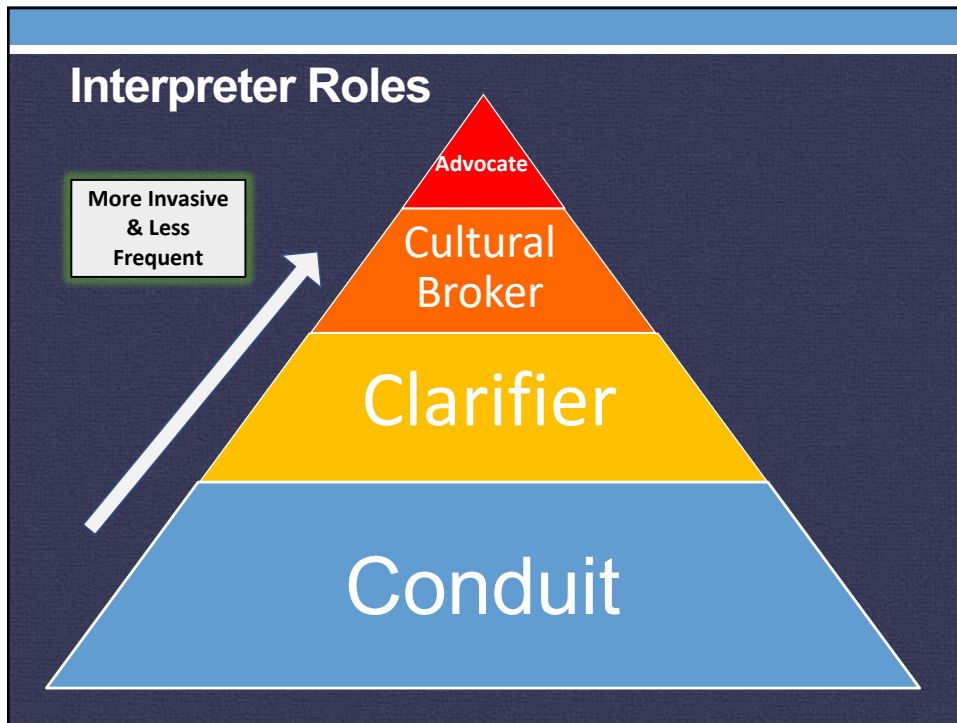 Interpreter Roles
More Invasive
& Less
Frequent
Advocate
Cultural
Broker
Clarifier
Conduit